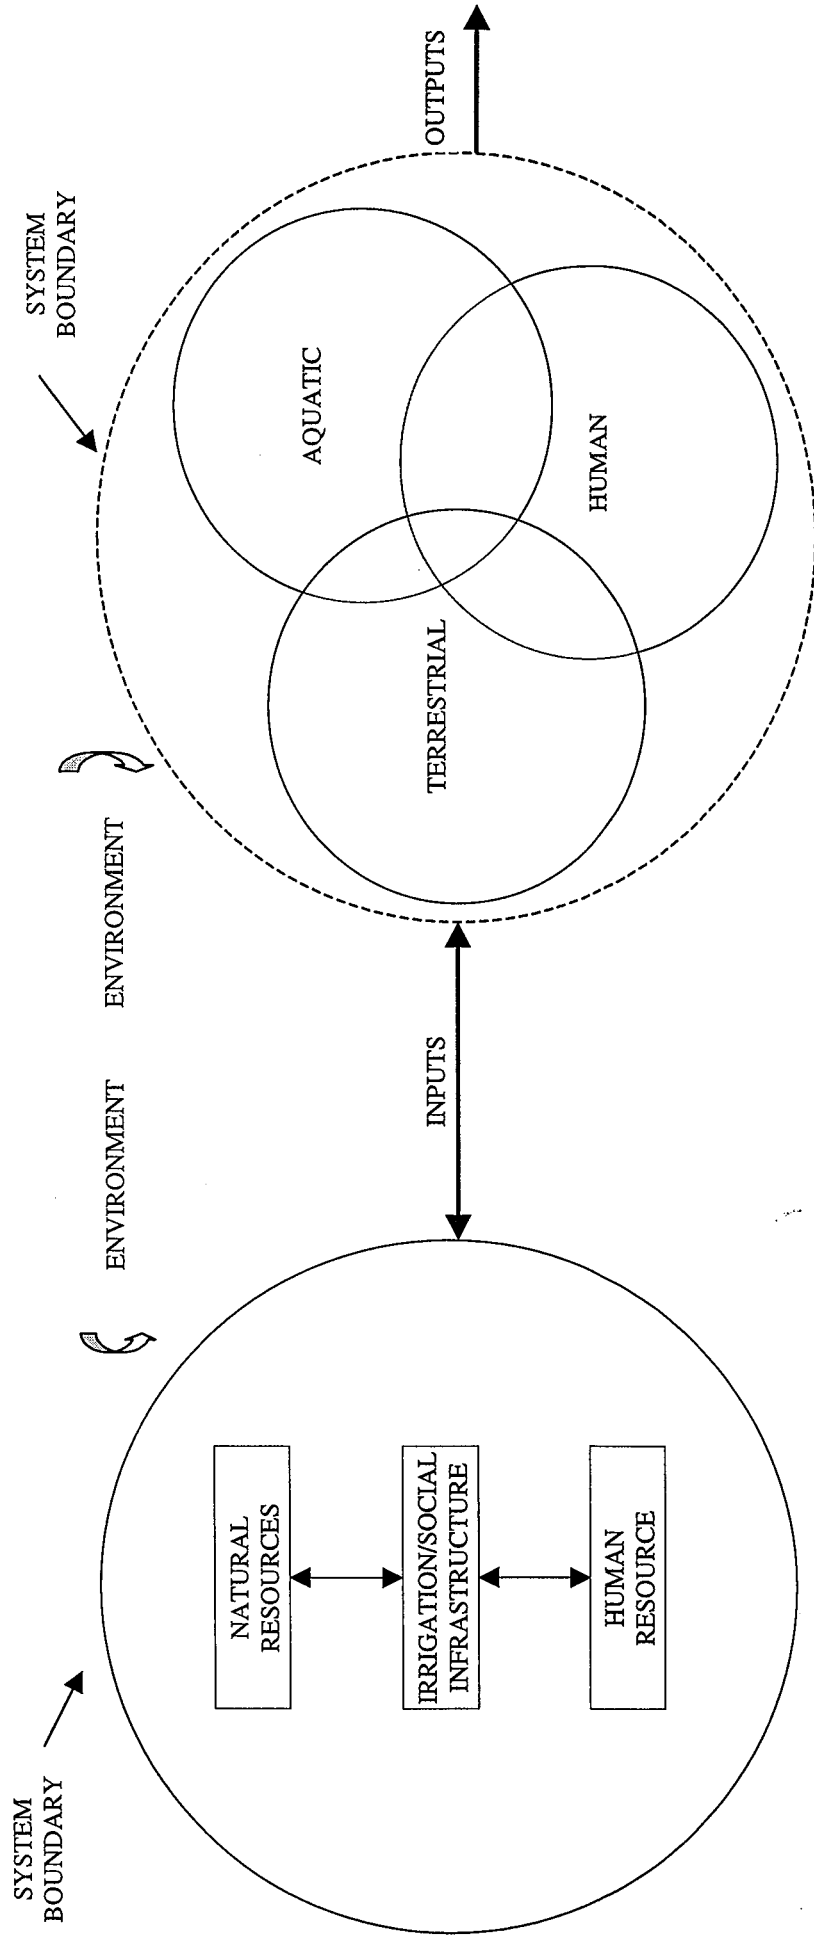 SYSTEM
BOUNDARY
ENVIRONMENT
ENVIRONMENT
SYSTEM
BOUNDARY
NATURAL
RESOURCES
IRRIGATION/SOCIAL
INFRASTRUCTURE
HUMAN
RESOURCE
INPUTS
TERRESTRIAL
AQUATIC
HUMAN
OUTPUTS